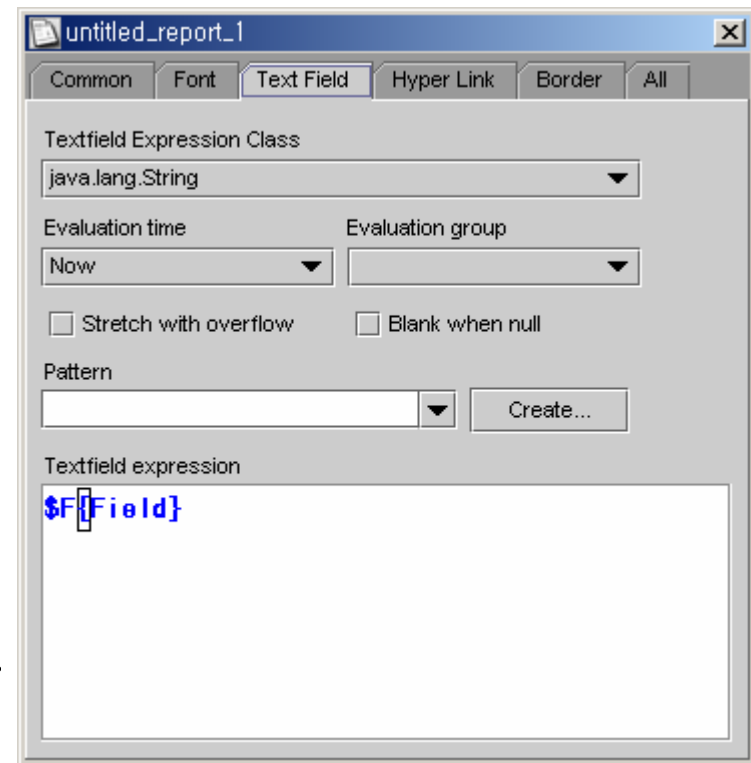 untitled_report_1
Common Font Text Field Hyper Link Border All
Textfield Expression Class
java.lang.String
Evaluation time Evaluation group
Now
Stretch with overflow Blank when null
Pattern
Create...
Textfield expression
$F{Field}